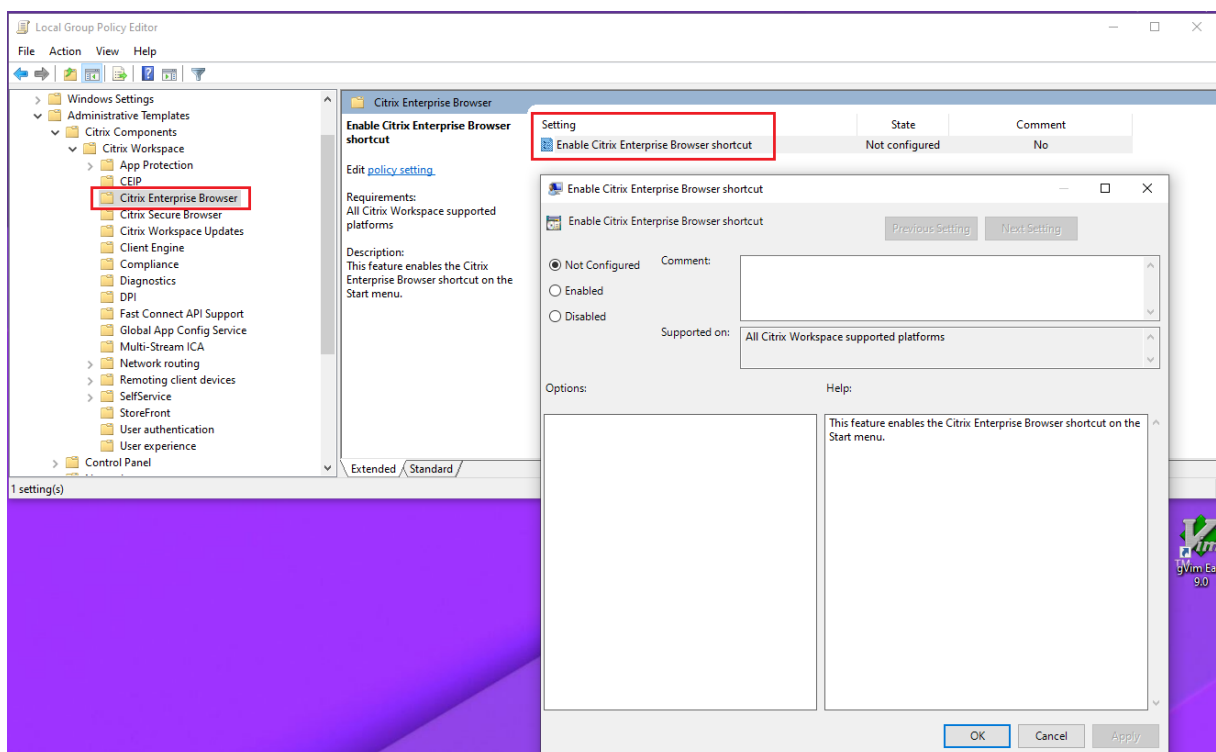 Local Group Policy Editor
File Action View Help
Windows Settings
Administrative Templates
Citrix Components
Citrix Workspace
App Protection
CEIP
Citrix Enterprise Browser
Citrix Secure Browser
Citrix Workspace Updates
Client Engine
Compliance
Diagnostics
DPI
Fast Connect API Support
Global App Config Service
Multi-Stream ICA
Network routing
Remoting client devices
SelfService
StoreFront
User authentication
User experience
Control Panel
1 setting(s)
Citrix Enterprise Browser
Enable Citrix Enterprise Browser
shortcut
Edit policy setting
Requirements:
All Citrix Workspace supported
platforms
Description:
This feature enables the Citrix
Enterprise Browser shortcut on the
Start menu.
Setting State Comment
Enable Citrix Enterprise Browser shortcut Not configured No
Extended Standard
Enable Citrix Enterprise Browser shortcut
Enable Citrix Enterprise Browser shortcut
Previous Setting Next Setting
Not Configured
Enabled
Disabled
Comment:
Supported on: All Citrix Workspace supported platforms
Options: Help:
This feature enables the Citrix Enterprise Browser shortcut on the
Start menu.
OK Cancel Apply
Vim
gVim Ea
9.0